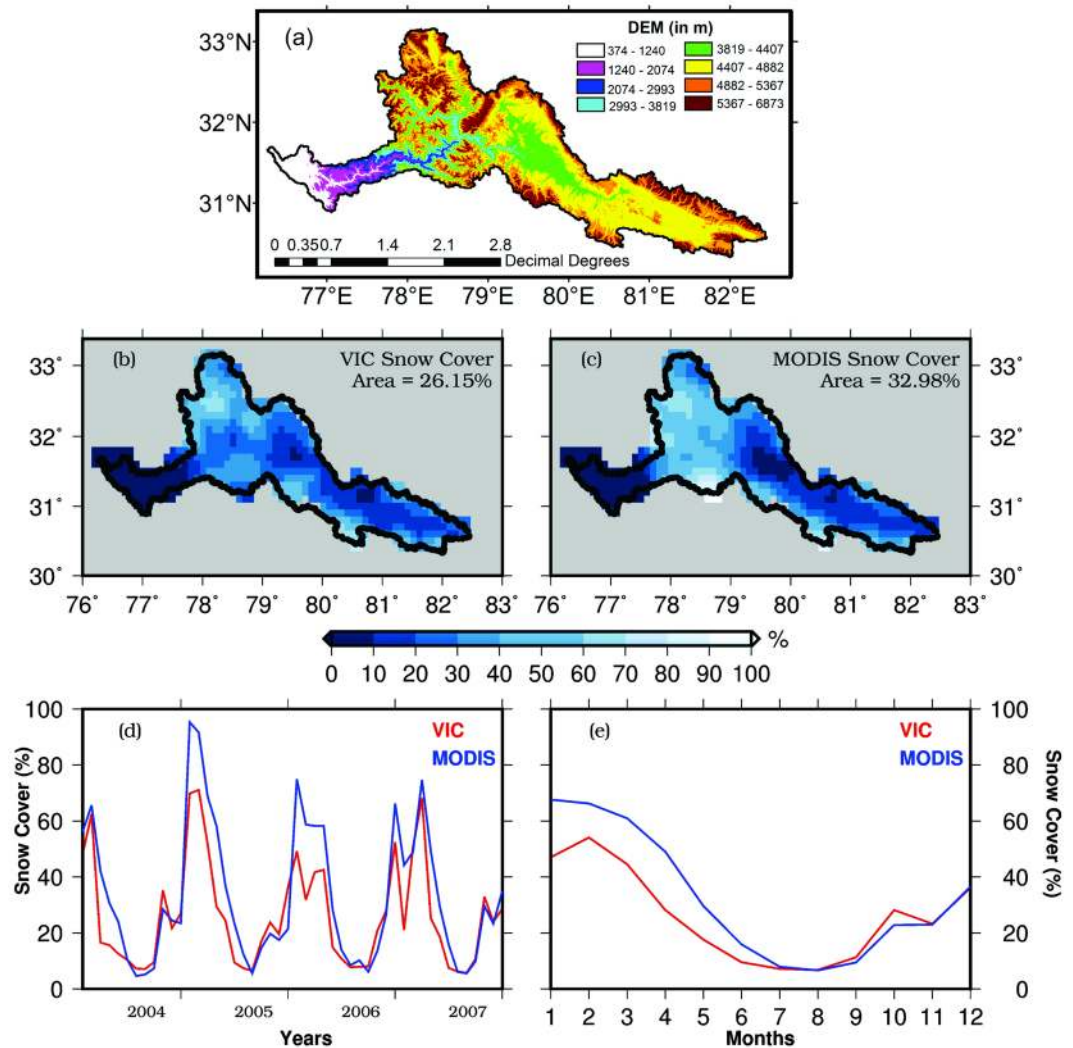 (a)
DEM (in m)
374 - 1240
1240 - 2074
2074 - 2993
2993 - 3819
3819 - 4407
4407 - 4882
4882 - 5367
5367 - 6873
33°N
32°N
31°N
0 0.350.7 1.4 2.1 2.8
Decimal Degrees
77°E 78°E 79°E 80°E 81°E 82°E
(b)
VIC Snow Cover
Area = 26.15%
33°
32°
31°
30°
76° 77° 78° 79° 80° 81° 82° 83°
(c)
MODIS Snow Cover
Area = 32.98%
33°
32°
31°
30°
76° 77° 78° 79° 80° 81° 82° 83°
%
0 10 20 30 40 50 60 70 80 90 100
(d)
VIC
MODIS
Snow Cover (%)
100
80
60
40
20
0
2004 2005 2006 2007
Years
(e)
VIC
MODIS
100
80
60
40
20
0
Snow Cover (%)
1 2 3 4 5 6 7 8 9 10 11 12
Months